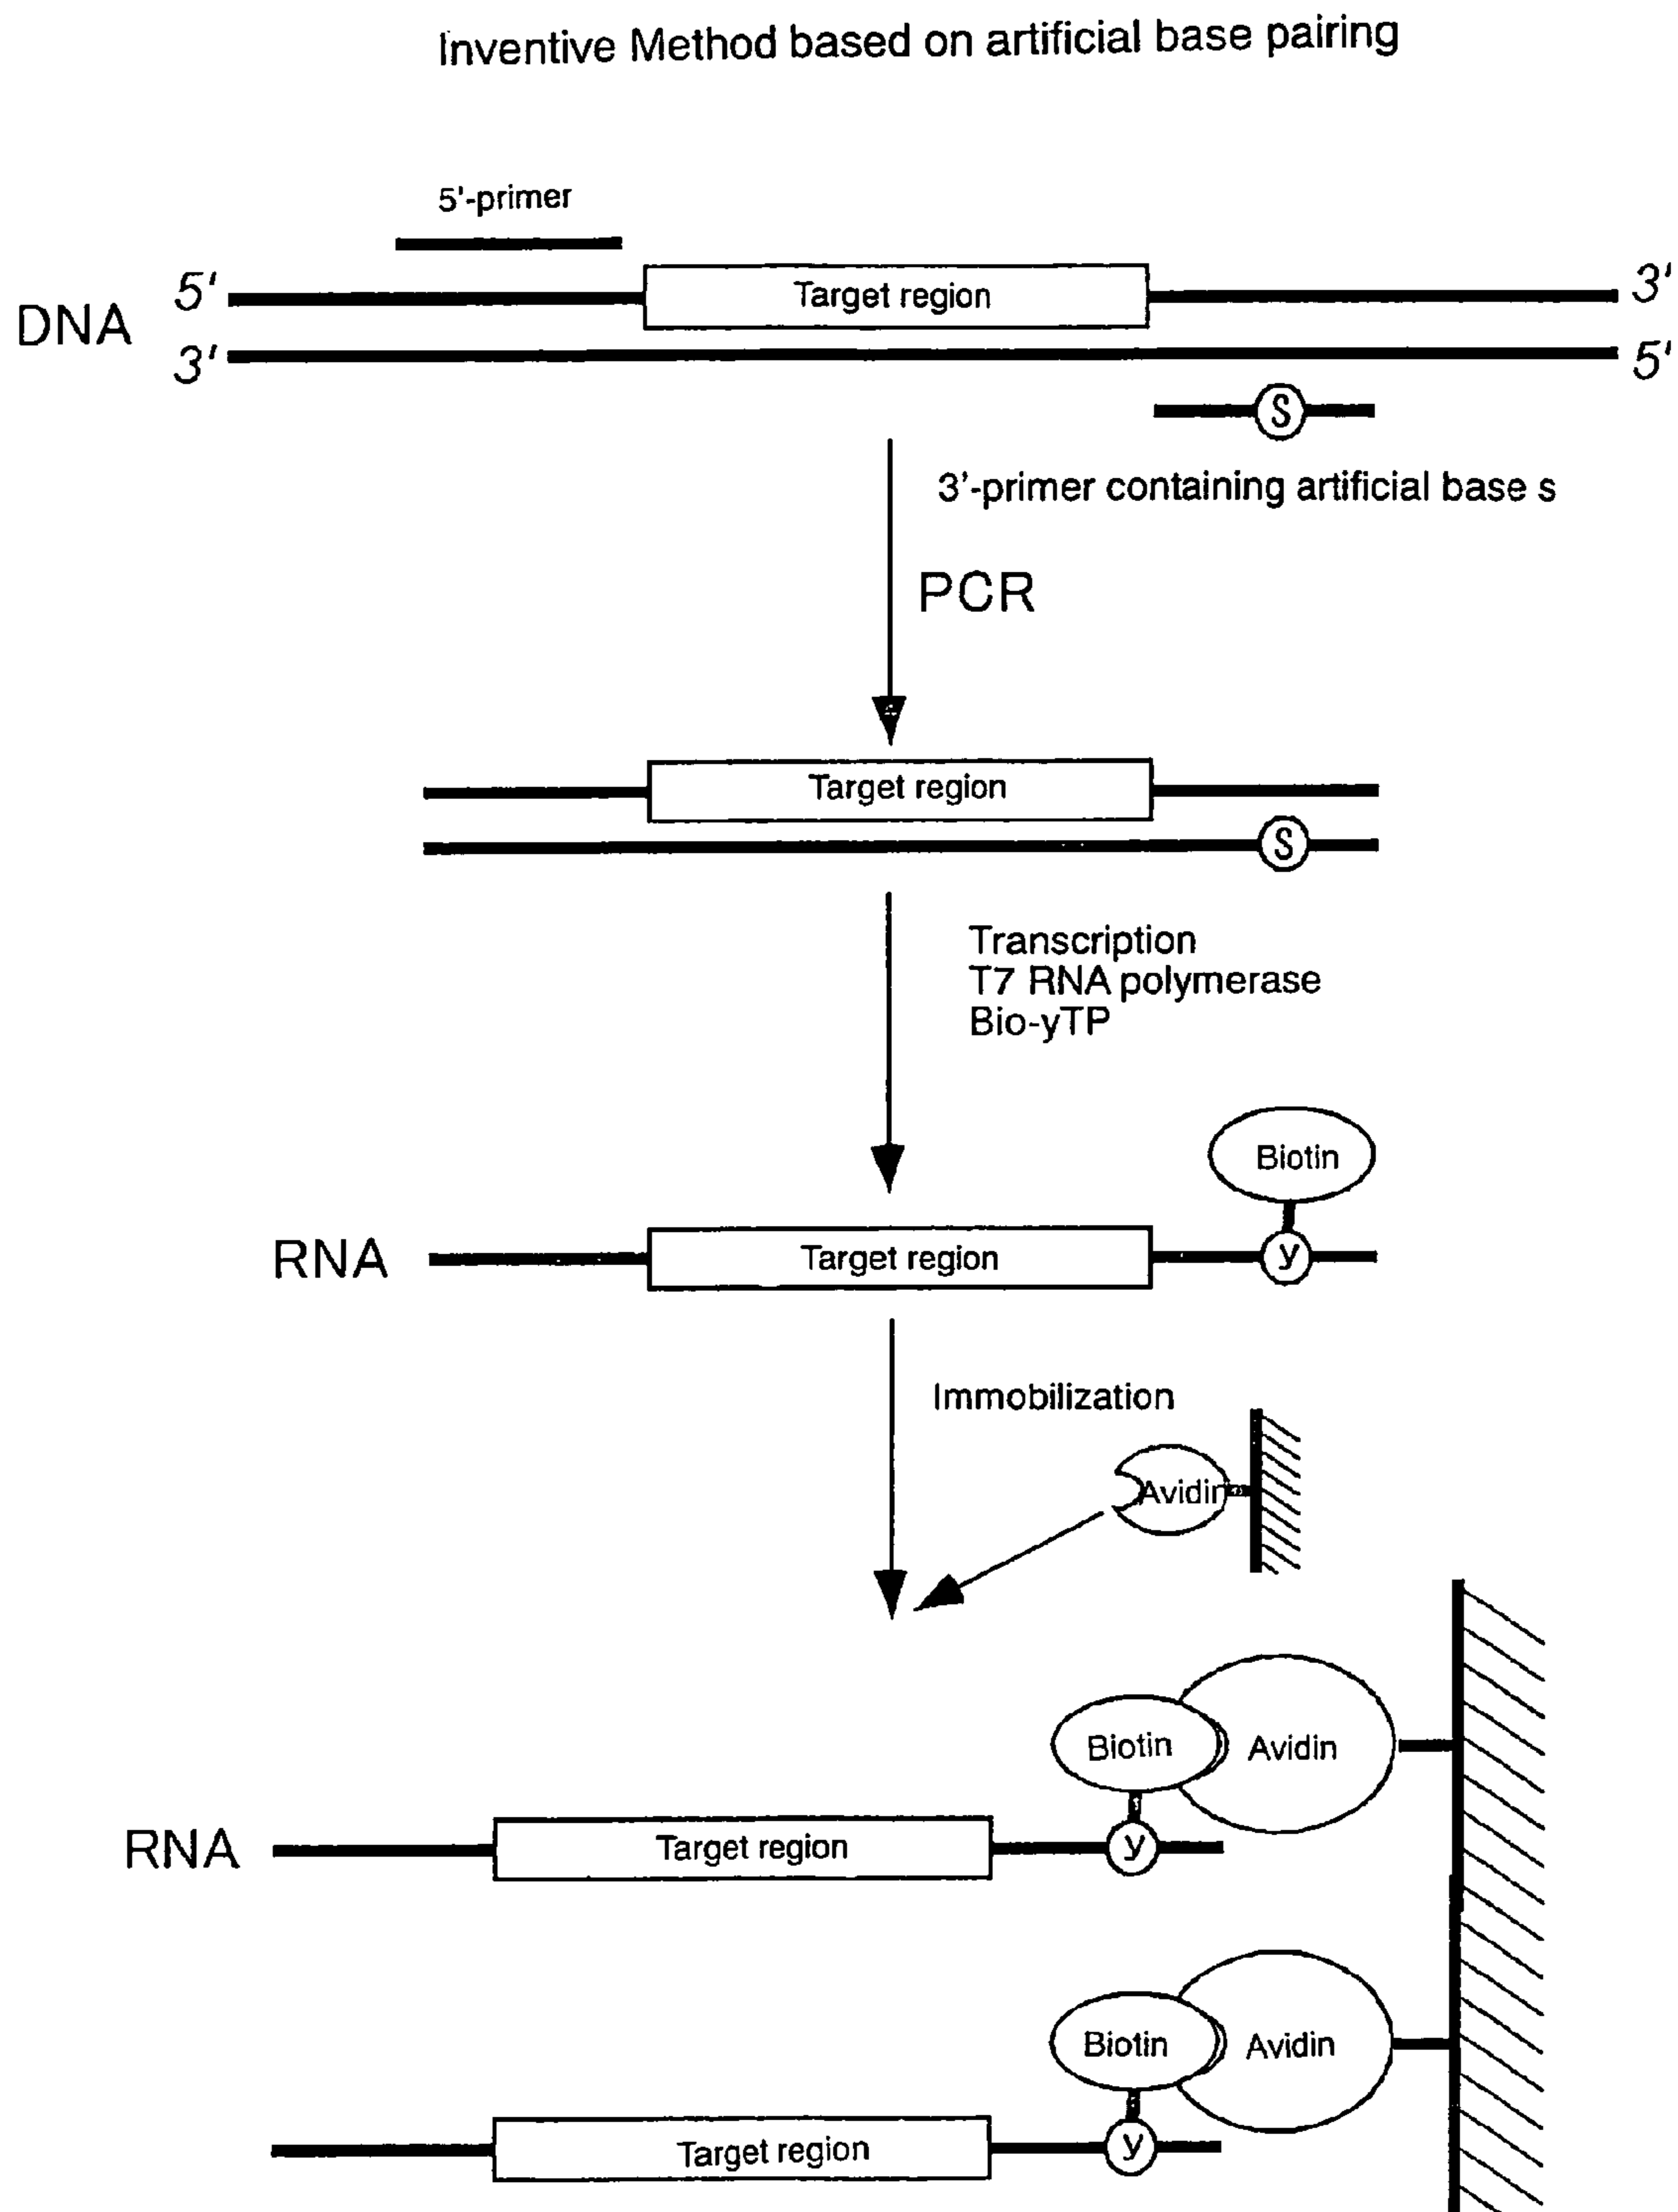 Inventive Method based on artificial base pairing
5'-primer
5'
Target region
3'
DNA
3'
5'
S
3'-primer containing artificial base s
PCR
Target region
S
Transcription
T7 RNA polymerase
Bio-yTP
Biotin
RNA
Target region
y
Immobilization
Avidin
Biotin
Avidin
RNA
Target region
y
Biotin
Avidin
Target region
y